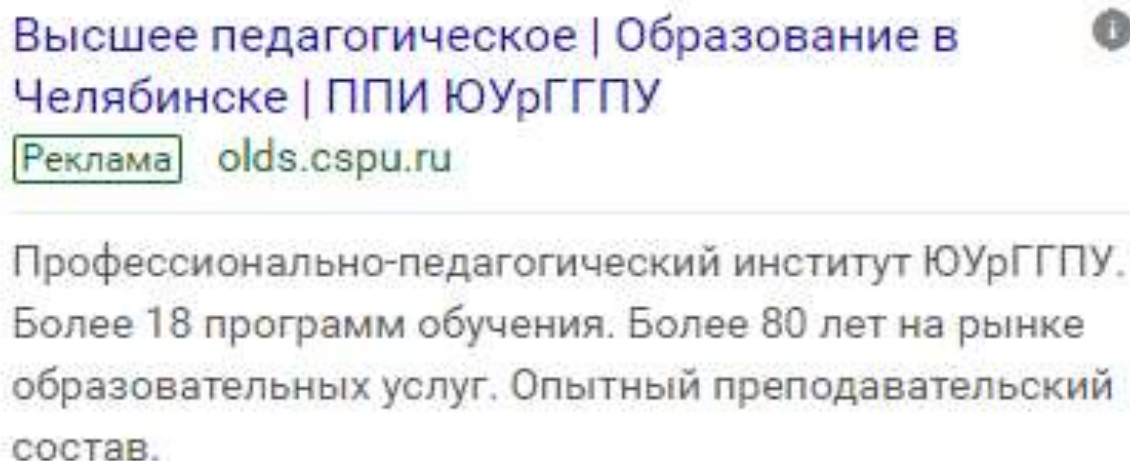 Высшее педагогическое | Образование в
Челябинске | ППИ ЮУрГГПУ
Реклама olds.cspu.ru
Профессионально-педагогический институт ЮУрГГПУ.
Более 18 программ обучения. Более 80 лет на рынке
образовательных услуг. Опытный преподавательский
состав.